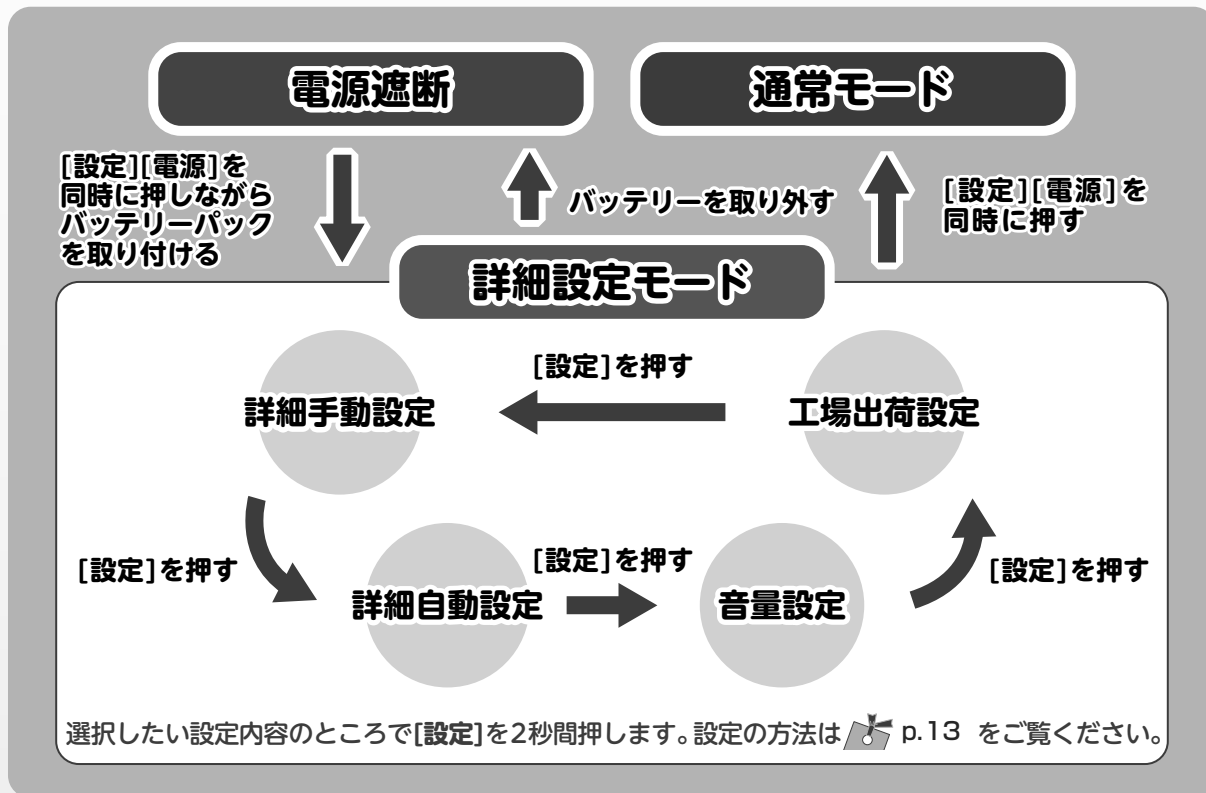 電源遮断
通常モード
[設定][電源]を
同時に押しながら
バッテリーパック
を取り付ける
バッテリーを取り外す
[設定][電源]を
同時に押す
詳細設定モード
[設定]を押す
詳細手動設定
工場出荷設定
[設定]を押す
[設定]を押す
[設定]を押す
詳細自動設定
音量設定
選択したい設定内容のところで[設定]を2秒間押します。設定の方法は p.13 をご覧ください。